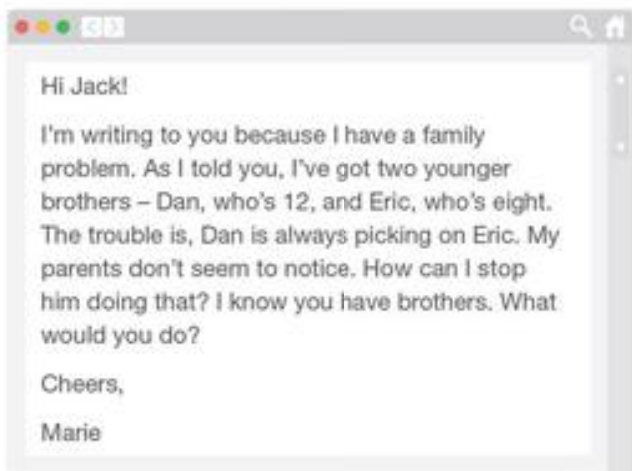 Hi Jack!
I'm writing to you because I have a family
problem. As I told you, I've got two younger
brothers – Dan, who's 12, and Eric, who's eight.
The trouble is, Dan is always picking on Eric. My
parents don't seem to notice. How can I stop
him doing that? I know you have brothers. What
would you do?
Cheers,
Marie